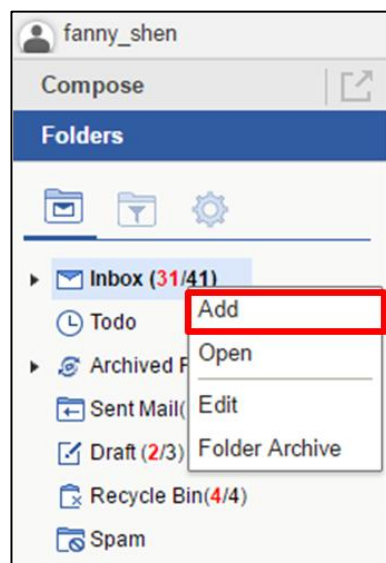 fanny_shen
Compose
Folders
Inbox (31/41)
Todo
Add
Archived F
Open
Sent Mail(
Edit
Draft (2/3)
Folder Archive
Recycle Bin(4/4)
Spam